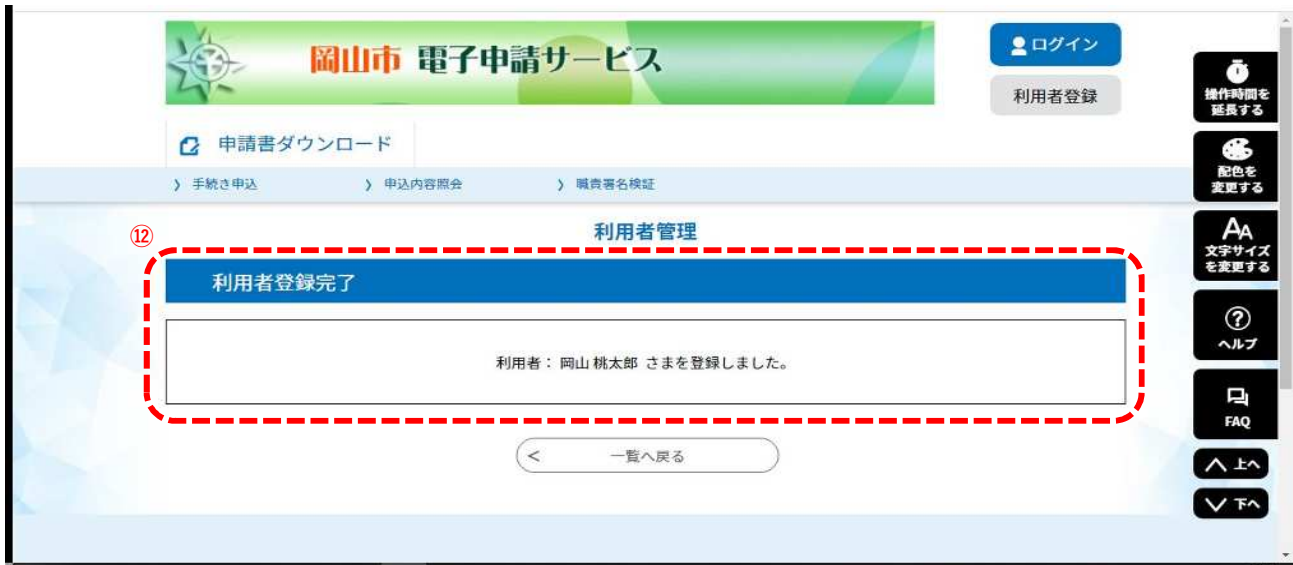 岡山市 電子申請サービス
ログイン
利用者登録
申請書ダウンロード
手続き申込
申込内容照会
職責署名検証
利用者管理
⑫
利用者登録完了
利用者： 岡山 桃太郎 さまを登録しました。
< 一覧へ戻る
操作時間を
延長する
配色を
変更する
AA
文字サイズ
を変更する
?
ヘルプ
FAQ
上へ
下へ